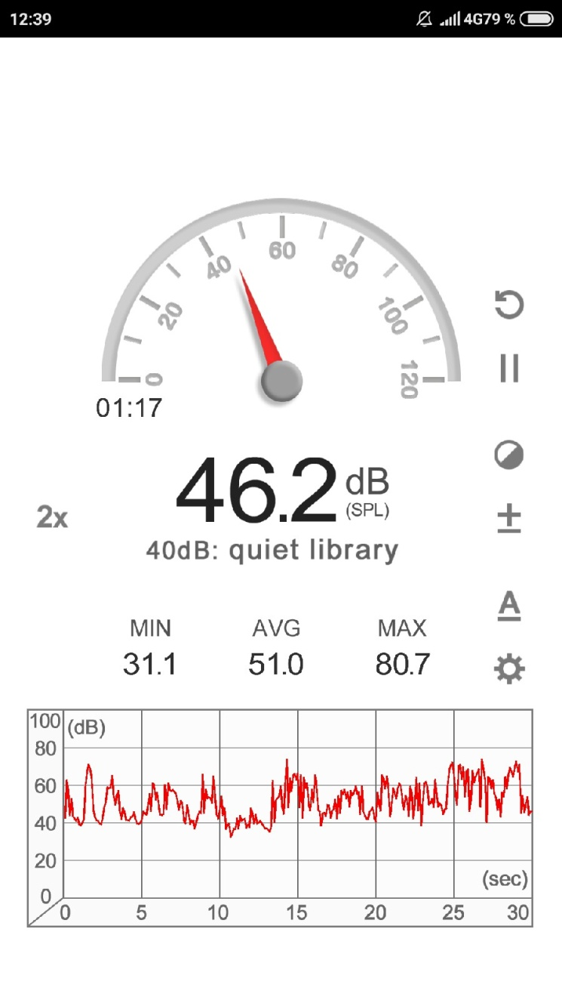 12:39 4G79 %
60
40 80
20 100
0 120
01:17
46.2 dB
(SPL)
2x
40dB: quiet library
A
MIN AVG MAX
31.1 51.0 80.7
100 (dB)
80
60
40
20
(sec)
0
0 5 10 15 20 25 30